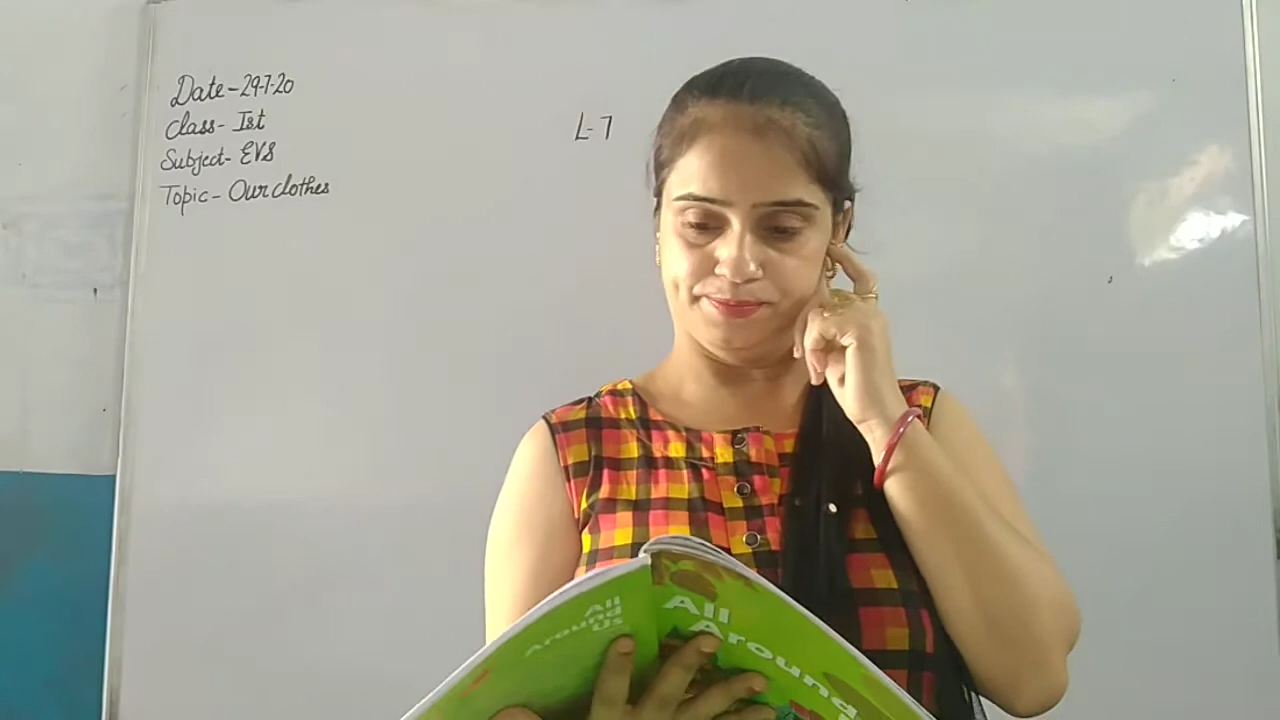 Date-29-7-20
Class- Ist
Subject- EVS
Topic- Our clothes
L-7
All
Around
Us
All
Around